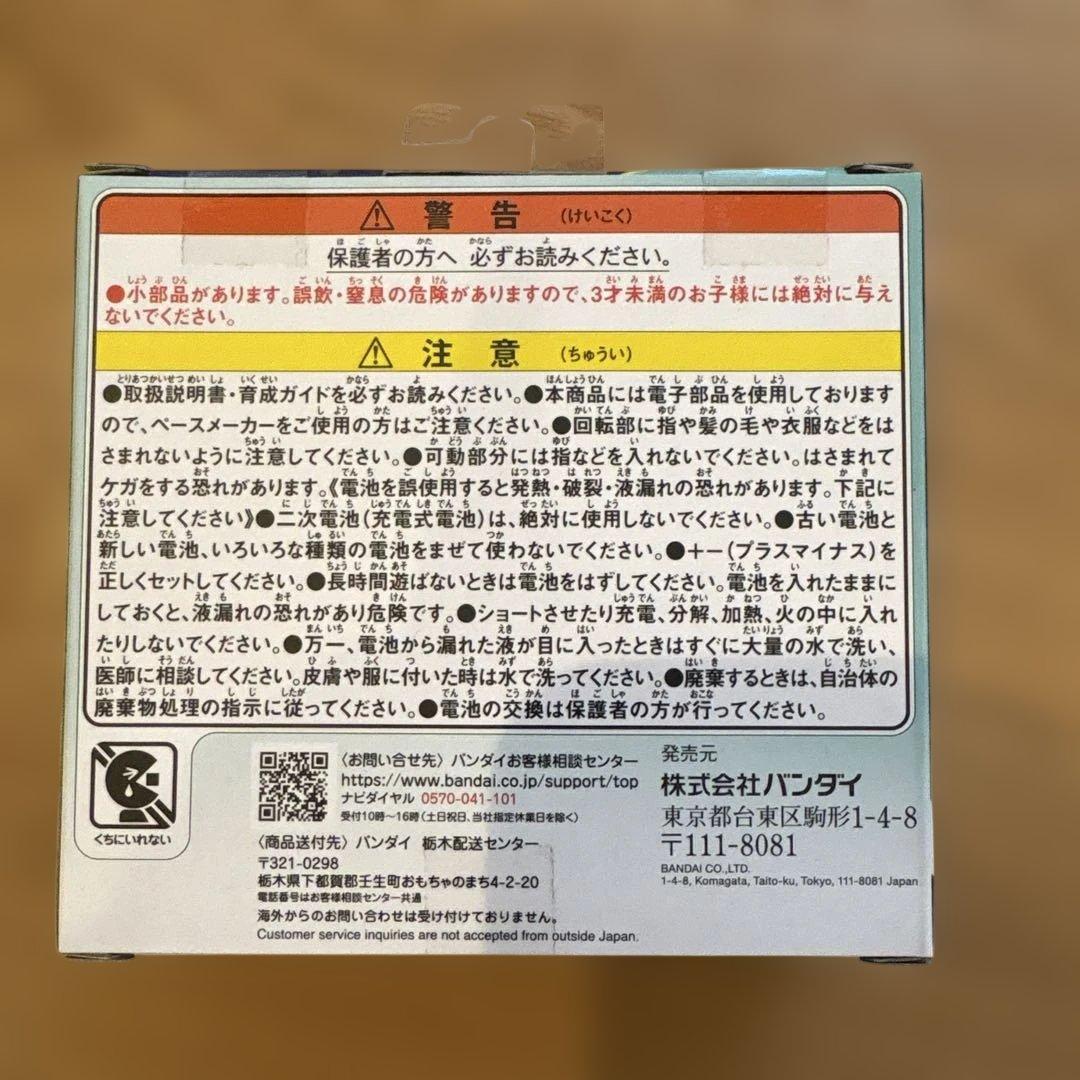 ⚠ 警告 (けいこく)
保護者の方へ 必ずお読みください。
●小部品があります。誤飲・窒息の危険がありますので、3才未満のお子様には絶対に与え
ないでください。
⚠ 注意 (ちゅうい)
●取扱説明書・育成ガイドを必ずお読みください。●本商品には電子部品を使用しております
ので、ペースメーカーをご使用の方はご注意ください。●回転部に指や髪の毛や衣服などをは
さまれないように注意してください。●可動部分には指などを入れないでください。はさまれて
ケガをする恐れがあります。《電池を誤使用すると発熱・破裂・液漏れの恐れがあります。下記に
注意してください》●二次電池(充電式電池)は、絶対に使用しないでください。●古い電池と
新しい電池、いろいろな種類の電池をまぜて使わないでください。●+-(プラスマイナス)を
正しくセットしてください。●長時間遊ばないときは電池をはずしてください。電池を入れたままに
しておくと、液漏れの恐れがあり危険です。●ショートさせたり充電、分解、加熱、火の中に入れ
たりしないでください。●万一、電池から漏れた液が目に入ったときはすぐに大量の水で洗い、
医師に相談してください。皮膚や服に付いた時は水で洗ってください。●廃棄するときは、自治体の
廃棄物処理の指示に従ってください。●電池の交換は保護者の方が行ってください。
くちにいれない
〈お問い合せ先〉バンダイお客様相談センター
https://www.bandai.co.jp/support/top
ナビダイヤル 0570-041-101
受付10時〜16時(土日祝日、当社指定休業日を除く)
〈商品送付先〉バンダイ 栃木配送センター
〒321-0298
栃木県下都賀郡壬生町おもちゃのまち4-2-20
電話番号はお客様相談センター共通
海外からのお問い合わせは受け付けておりません。
Customer service inquiries are not accepted from outside Japan.
発売元
株式会社バンダイ
東京都台東区駒形1-4-8
〒111-8081
BANDAI CO.,LTD.
1-4-8, Komagata, Taito-ku, Tokyo, 111-8081 Japan